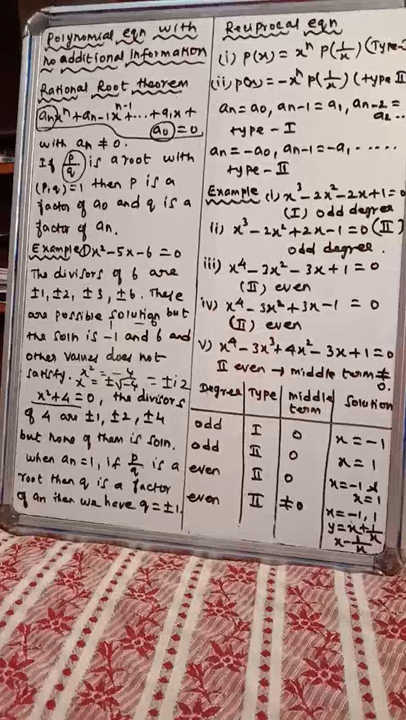 Polynomial eqn with
no additional information
Rational Root theorem
anxⁿ + an-1xⁿ⁻¹+...+a1x+
a0 = 0
with an ≠ 0.
If p/q is a root with
(p,q)=1 then p is a
factor of a0 and q is a
factor of an.
Example 1) x²-5x-6=0
The divisors of 6 are
±1, ±2, ±3, ±6. These
are possible solution but
the soln is -1 and 6 and
other values does not
satisfy. x² = -4
x = ±√-4 = ±i2
x²+4=0, the divisors
of 4 are ±1, ±2, ±4
but none of them is soln.
when an=1, if p/q is a
root then q is a factor
of an then we have q=±1.
Reciprocal eqn
(i) P(x) = xⁿ P(1/x) (Type-
(ii) P(x) = -xⁿ P(1/x) (type II
an = a0, an-1 = a1, an-2 =
a2..
type - I
an = -a0, an-1 = -a1 .....
type - II
Example (i) x³-2x²-2x+1=0
(I) odd degree
ii) x³-2x²+2x-1=0 (II)
odd degree.
iii) x⁴-3x²-3x+1=0
(II) even
iv) x⁴-3x²+3x-1=0
(II) even
v) x⁴-3x³+4x²-3x+1=0
II even → middle term ≠
0.
Degree Type middle term Solution
odd I 0 x=-1
odd II 0 x=1
even II 0 x=-1 x=1
even II ≠0 x=-1,1
y=x+1/x
x-1/x